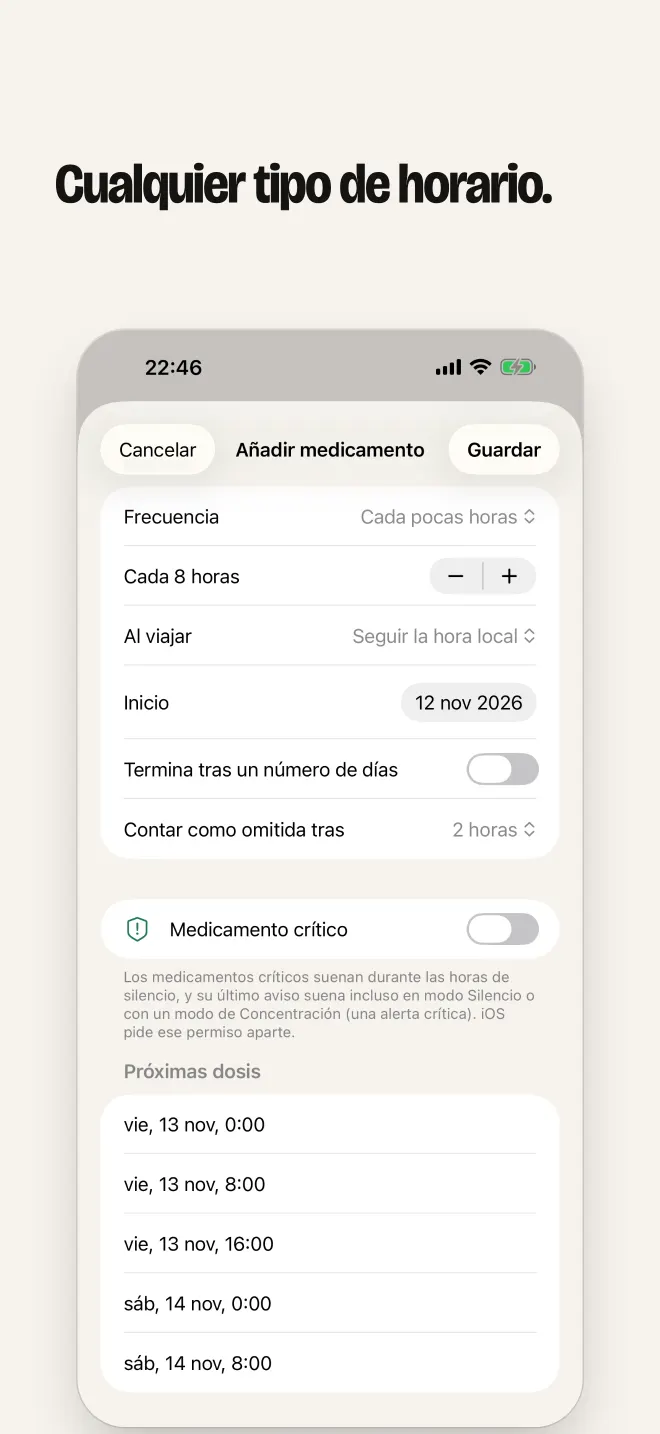 Cualquier tipo de horario.
22:46
Cancelar Añadir medicamento Guardar
Frecuencia Cada pocas horas
Cada 8 horas − +
Al viajar Seguir la hora local
Inicio 12 nov 2026
Termina tras un número de días
Contar como omitida tras 2 horas
Medicamento crítico
Los medicamentos críticos suenan durante las horas de
silencio, y su último aviso suena incluso en modo Silencio o
con un modo de Concentración (una alerta crítica). iOS
pide ese permiso aparte.
Próximas dosis
vie, 13 nov, 0:00
vie, 13 nov, 8:00
vie, 13 nov, 16:00
sáb, 14 nov, 0:00
sáb, 14 nov, 8:00